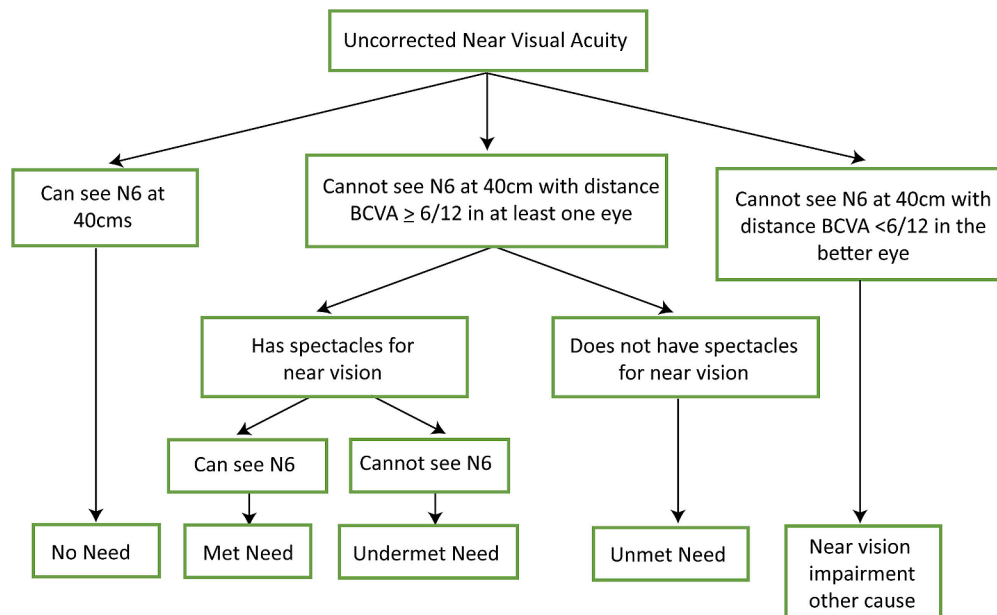 Uncorrected Near Visual Acuity
Can see N6 at
40cms
Cannot see N6 at 40cm with distance
BCVA ≥ 6/12 in at least one eye
Cannot see N6 at 40cm with
distance BCVA <6/12 in the
better eye
Has spectacles for
near vision
Does not have spectacles
for near vision
Can see N6
Cannot see N6
No Need
Met Need
Undermet Need
Unmet Need
Near vision
impairment
other cause